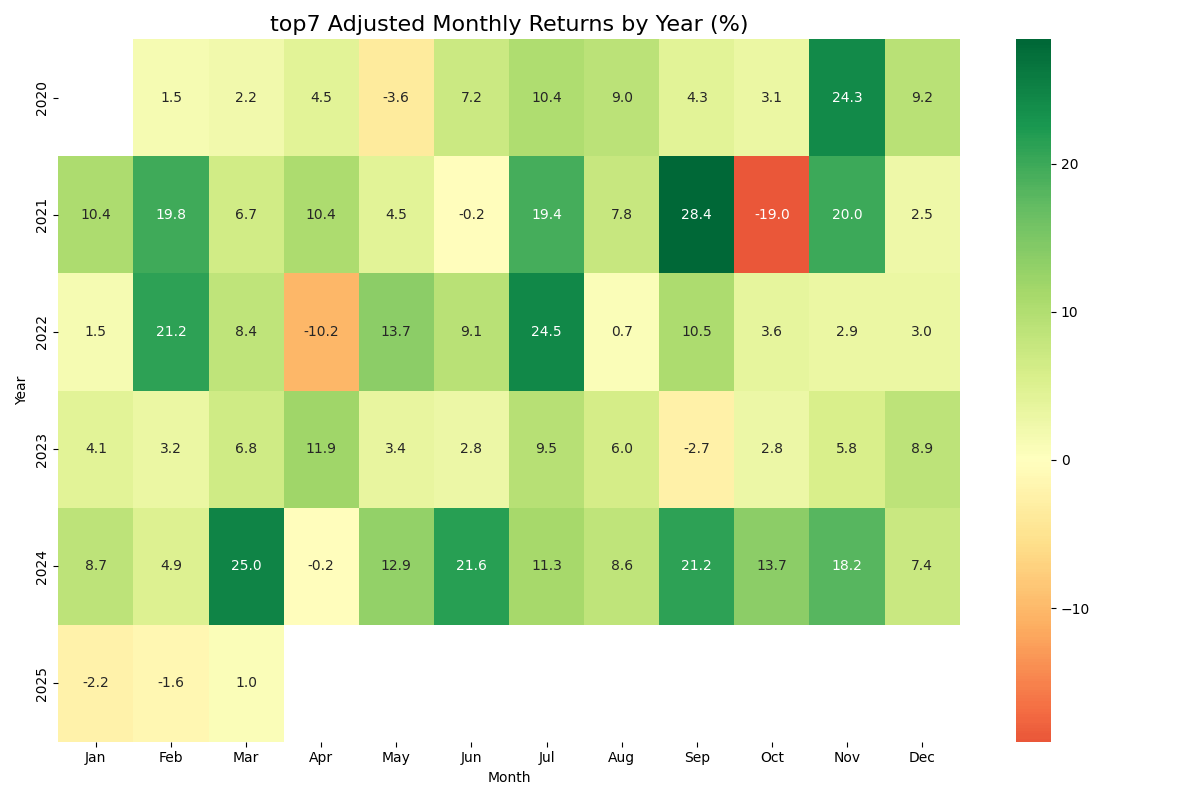 top7 Adjusted Monthly Returns by Year (%)
2020 1.5 2.2 4.5 -3.6 7.2 10.4 9.0 4.3 3.1 24.3 9.2
2021 10.4 19.8 6.7 10.4 4.5 -0.2 19.4 7.8 28.4 -19.0 20.0 2.5
2022 1.5 21.2 8.4 -10.2 13.7 9.1 24.5 0.7 10.5 3.6 2.9 3.0
2023 4.1 3.2 6.8 11.9 3.4 2.8 9.5 6.0 -2.7 2.8 5.8 8.9
2024 8.7 4.9 25.0 -0.2 12.9 21.6 11.3 8.6 21.2 13.7 18.2 7.4
2025 -2.2 -1.6 1.0
Jan Feb Mar Apr May Jun Jul Aug Sep Oct Nov Dec
Month
Year
20
10
0
−10